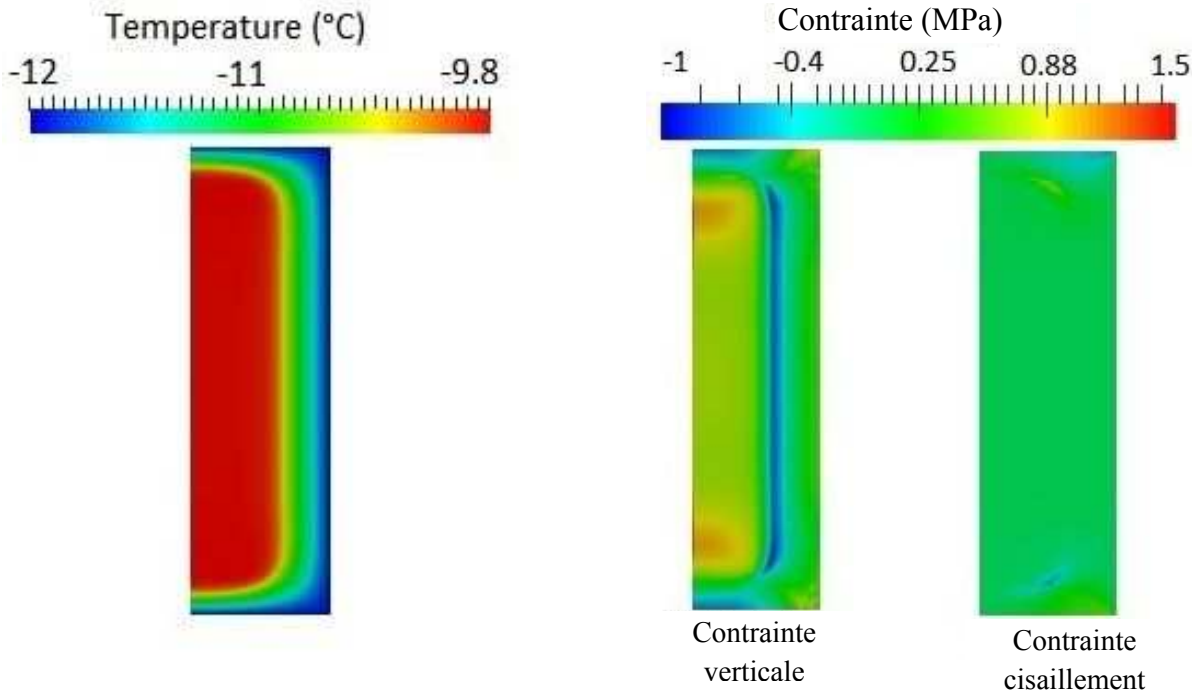 Temperature (°C)
-12 -11 -9.8
Contrainte (MPa)
-1 -0.4 0.25 0.88 1.5
Contrainte
verticale
Contrainte
cisaillement